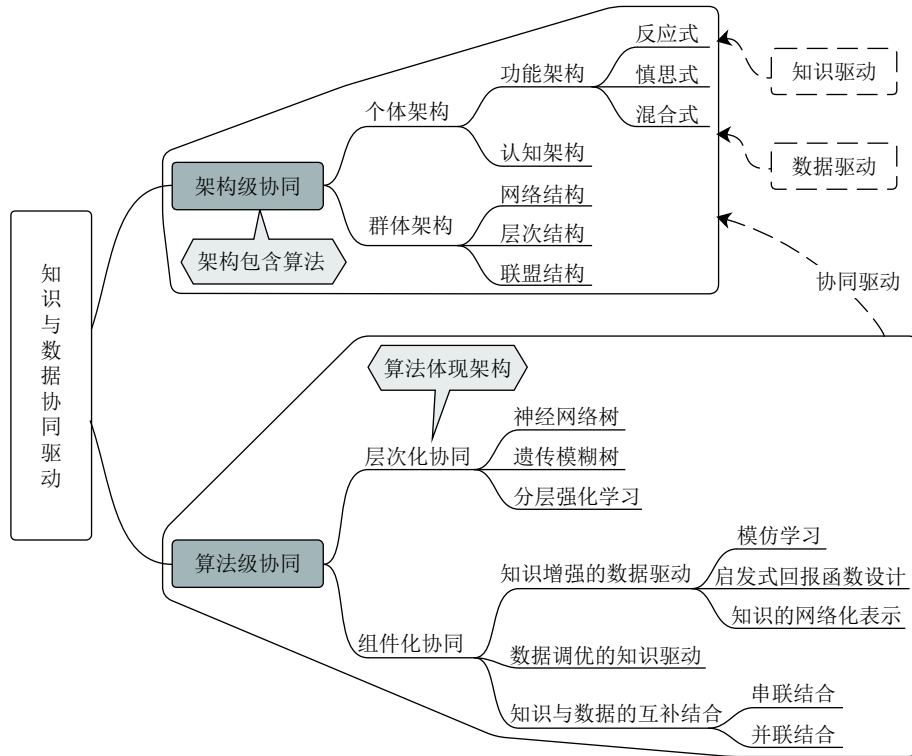 知识与数据协同驱动
架构级协同
架构包含算法
个体架构
功能架构
反应式
慎思式
混合式
认知架构
群体架构
网络结构
层次结构
联盟结构
知识驱动
数据驱动
协同驱动
算法级协同
算法体现架构
层次化协同
神经网络树
遗传模糊树
分层强化学习
组件化协同
知识增强的数据驱动
模仿学习
启发式回报函数设计
知识的网络化表示
数据调优的知识驱动
知识与数据的互补结合
串联结合
并联结合